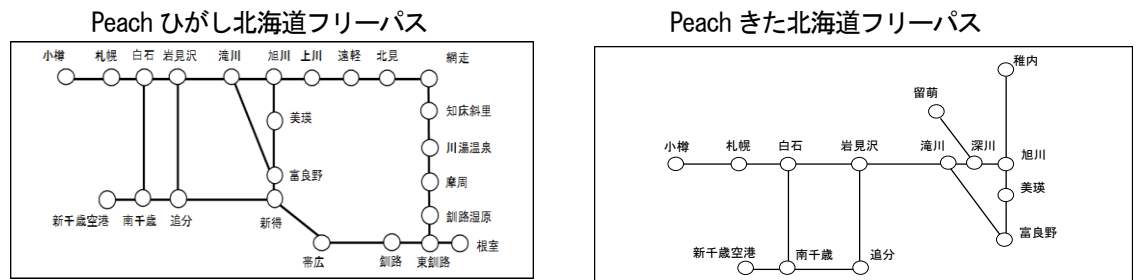 Peach ひがし北海道フリーパス
小樽 札幌 白石 岩見沢 滝川 旭川 上川 遠軽 北見 網走
美瑛
知床斜里
川湯温泉
富良野
摩周
釧路湿原
新千歳空港 南千歳 追分 新得
帯広 釧路 東釧路 根室
Peach きた北海道フリーパス
稚内
留萌
小樽 札幌 白石 岩見沢 滝川 深川 旭川
美瑛
富良野
新千歳空港 南千歳 追分